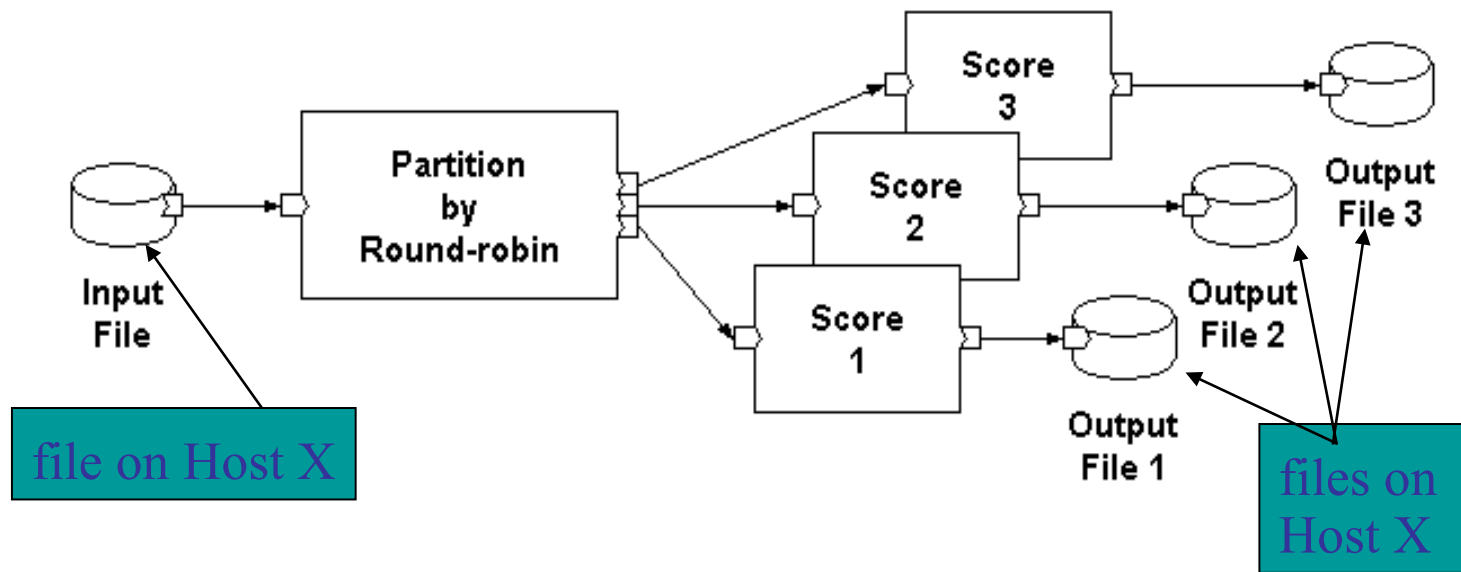 Input
File
file on Host X
Partition
by
Round-robin
Score
3
Score
2
Score
1
Output
File 3
Output
File 2
Output
File 1
files on
Host X